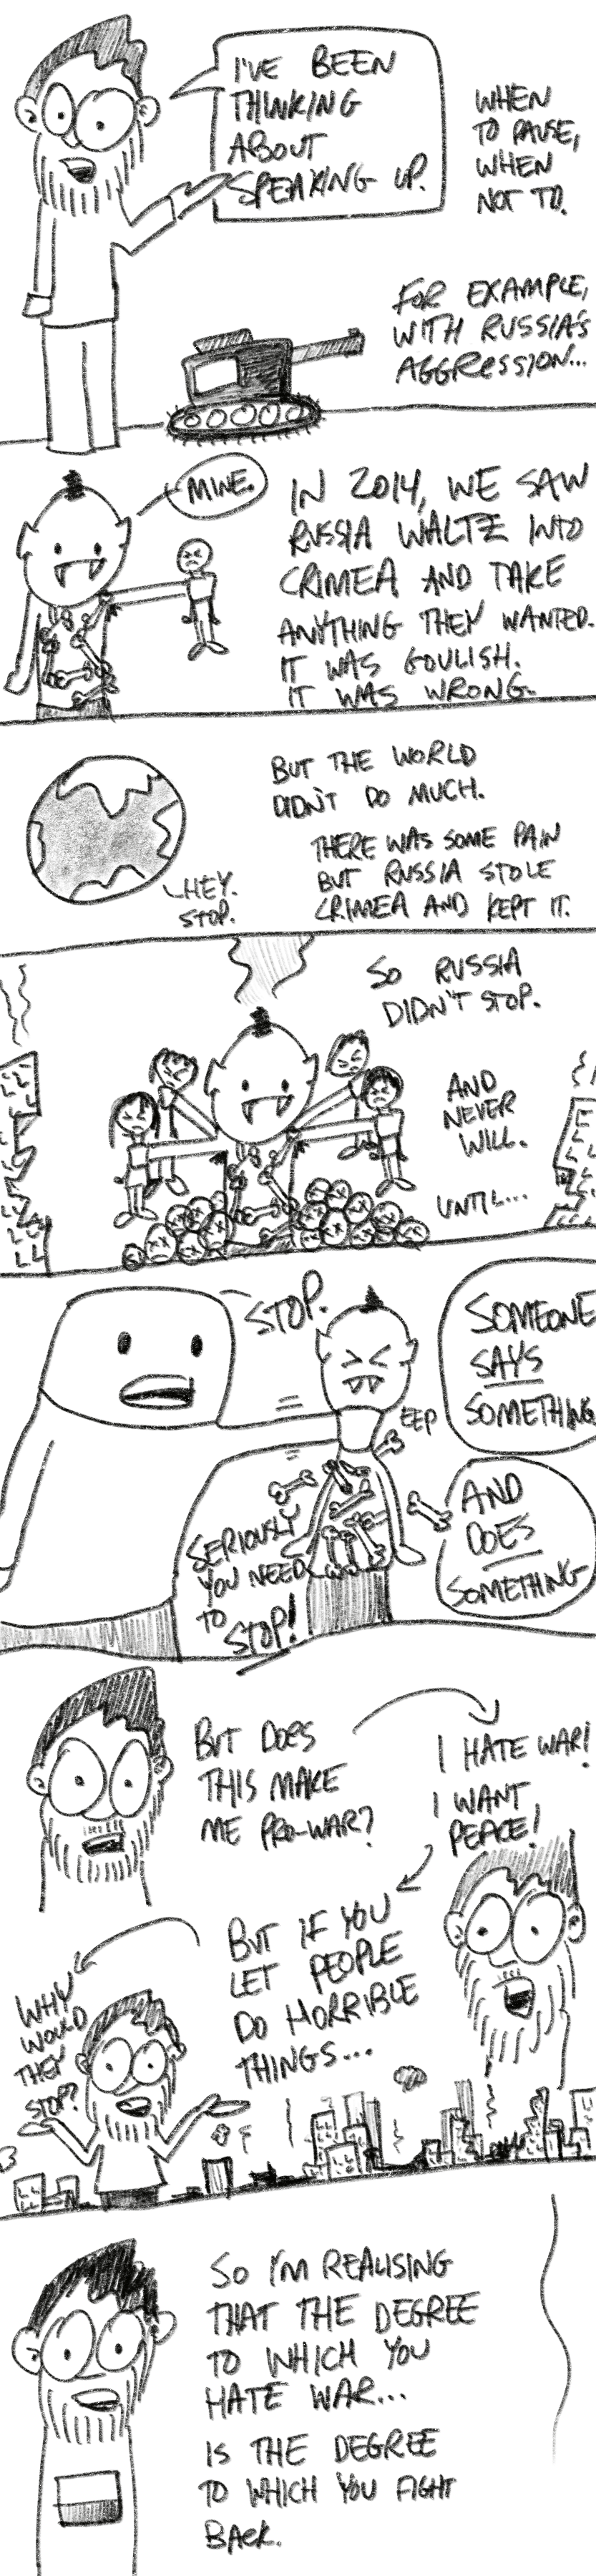 I'VE BEEN
THINKING
ABOUT
SPEAKING UP.
WHEN
TO PAUSE,
WHEN
NOT TO.
FOR EXAMPLE,
WITH RUSSIA'S
AGGRESSION...
MINE.
IN 2014, WE SAW
RUSSIA WALTZ INTO
CRIMEA AND TAKE
ANYTHING THEY WANTED.
IT WAS GOULISH.
IT WAS WRONG.
BUT THE WORLD
DIDN'T DO MUCH.
HEY.
STOP.
THERE WAS SOME PAIN
BUT RUSSIA STOLE
CRIMEA AND KEPT IT.
SO RUSSIA
DIDN'T STOP.
AND
NEVER
WILL.
UNTIL...
STOP.
SOMEONE
SAYS
SOMETHING
EEP
SERIOUSLY
YOU NEED
TO
STOP!
AND
DOES
SOMETHING
BUT DOES
THIS MAKE
ME PRO-WAR?
I HATE WAR!
I WANT
PEACE!
BUT IF YOU
LET PEOPLE
DO HORRIBLE
THINGS...
WHY
WOULD
THEY
STOP?
SO I'M REALISING
THAT THE DEGREE
TO WHICH YOU
HATE WAR...
IS THE DEGREE
TO WHICH YOU FIGHT
BACK.